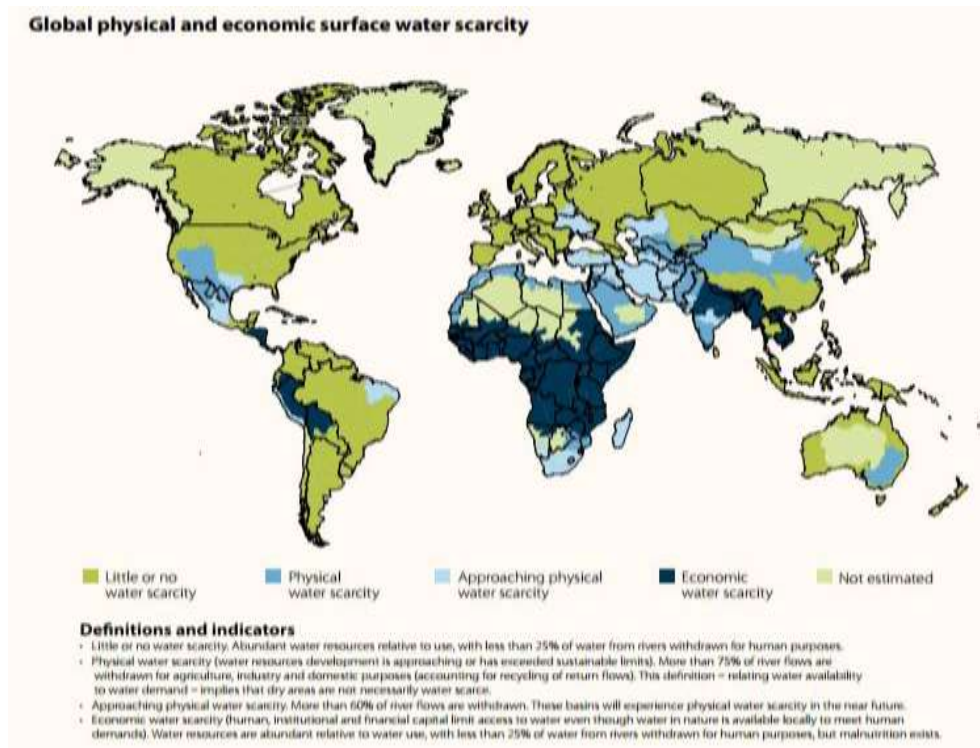 Global physical and economic surface water scarcity
Little or no
water scarcity
Physical
water scarcity
Approaching physical
water scarcity
Economic
water scarcity
Not estimated
Definitions and indicators
• Little or no water scarcity. Abundant water resources relative to use, with less than 25% of water from rivers withdrawn for human purposes.
• Physical water scarcity (water resources development is approaching or has exceeded sustainable limits). More than 75% of river flows are
withdrawn for agriculture, industry and domestic purposes (accounting for recycling of return flows). This definition – relating water availability
to water demand – implies that dry areas are not necessarily water scarce.
• Approaching physical water scarcity. More than 60% of river flows are withdrawn. These basins will experience physical water scarcity in the near future.
• Economic water scarcity (human, institutional and financial capital limit access to water even though water in nature is available locally to meet human
demands). Water resources are abundant relative to water use, with less than 25% of water from rivers withdrawn for human purposes, but malnutrition exists.